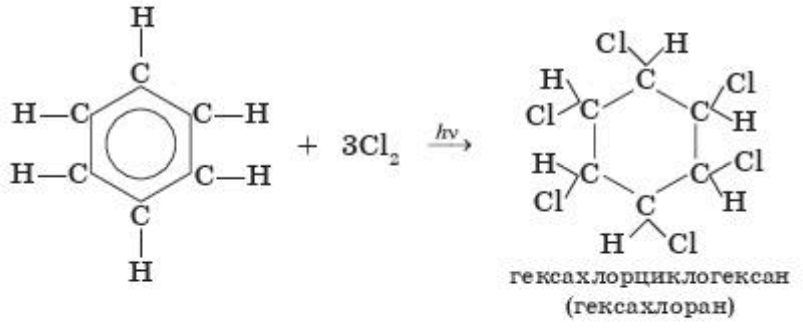 H
C
H—C
C—H
H—C
C—H
C
H
+ 3Cl₂ hν
Cl H
C
H
Cl C
C Cl
H
H
C
Cl
C Cl
H
C
H Cl
гексахлорциклогексан
(гексахлоран)